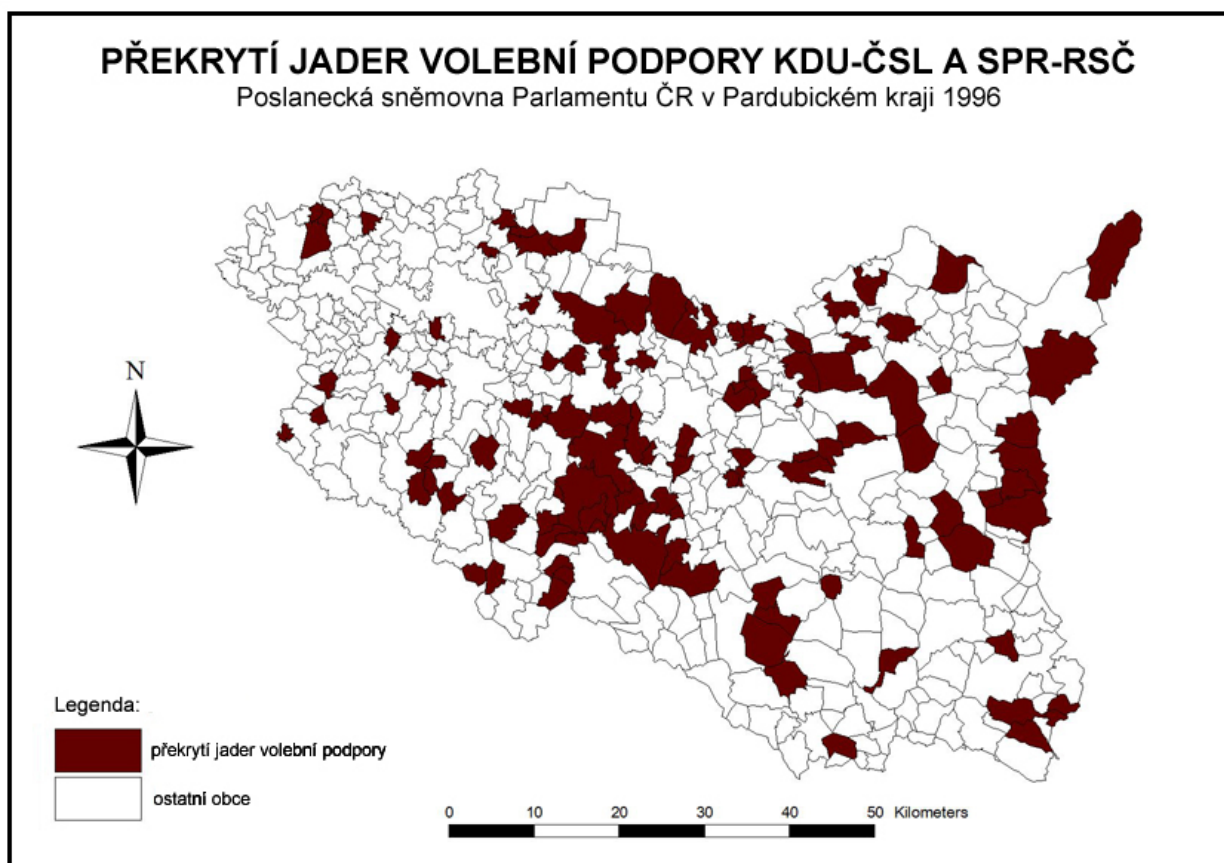 PŘEKRYTÍ JADER VOLEBNÍ PODPORY KDU-ČSL A SPR-RSČ
Poslanecká sněmovna Parlamentu ČR v Pardubickém kraji 1996
N
Legenda:
překrytí jader volební podpory
ostatní obce
0 10 20 30 40 50 Kilometers